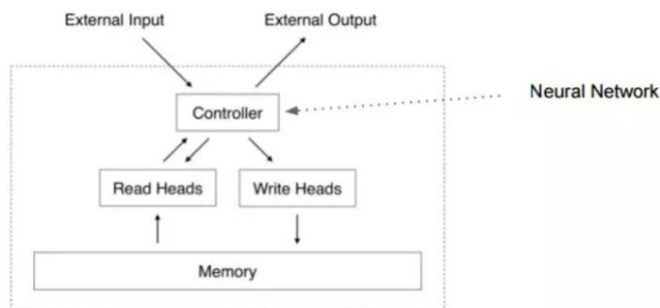 External Input
External Output
Neural Network
Controller
Read Heads
Write Heads
Memory